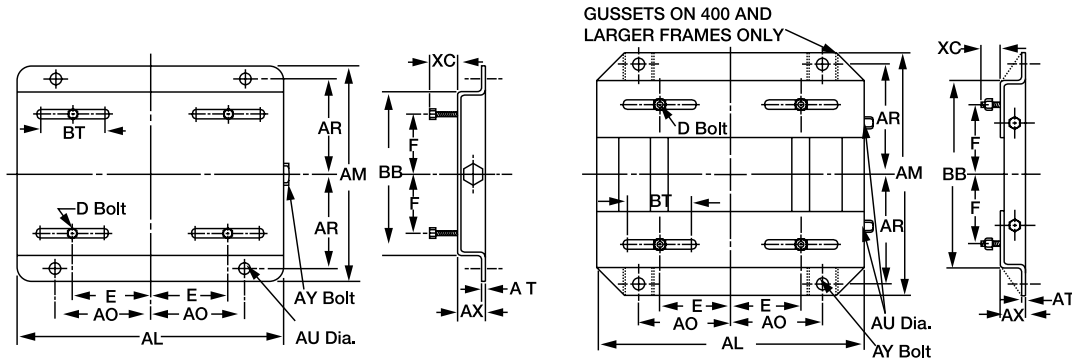 GUSSETS ON 400 AND
LARGER FRAMES ONLY
XC
BT
AR
AM
BB
F
F
D Bolt
AR
E
E
AO
AO
AL
AY Bolt
AU Dia.
A T
AX
XC
D Bolt
AR
AM
BB
F
F
BT
AR
E
E
AO
AO
AL
AU Dia.
AY Bolt
AT
AX